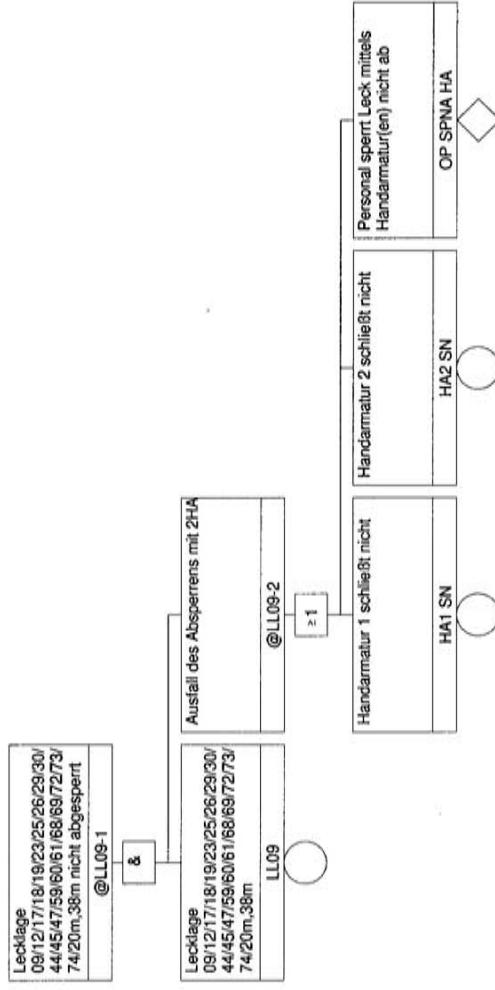 Lecklage
09/12/17/18/19/23/25/26/29/30/
44/45/47/59/60/61/68/69/72/73/
74/20m,38m nicht abgesperrt
@LL09-1
&
Lecklage
09/12/17/18/19/23/25/26/29/30/
44/45/47/59/60/61/68/69/72/73/
74/20m,38m
LL09
Ausfall des Absperrens mit 2HA
@LL09-2
≥1
Handarmatur 1 schließt nicht
HA1 SN
Handarmatur 2 schließt nicht
HA2 SN
Personal sperrt Leck mittels
Handarmatur(en) nicht ab
OP SPNA HA